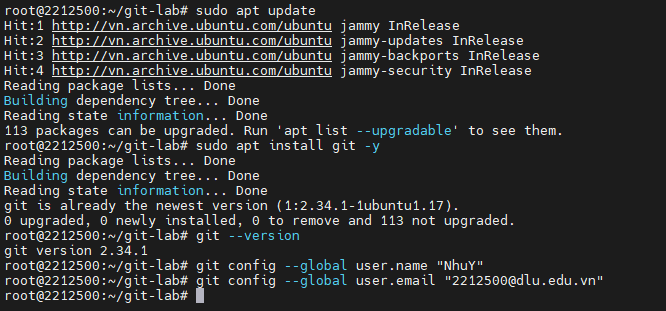 root@2212500:~/git-lab# sudo apt update
Hit:1 http://vn.archive.ubuntu.com/ubuntu jammy InRelease
Hit:2 http://vn.archive.ubuntu.com/ubuntu jammy-updates InRelease
Hit:3 http://vn.archive.ubuntu.com/ubuntu jammy-backports InRelease
Hit:4 http://vn.archive.ubuntu.com/ubuntu jammy-security InRelease
Reading package lists... Done
Building dependency tree... Done
Reading state information... Done
113 packages can be upgraded. Run 'apt list --upgradable' to see them.
root@2212500:~/git-lab# sudo apt install git -y
Reading package lists... Done
Building dependency tree... Done
Reading state information... Done
git is already the newest version (1:2.34.1-1ubuntu1.17).
0 upgraded, 0 newly installed, 0 to remove and 113 not upgraded.
root@2212500:~/git-lab# git --version
git version 2.34.1
root@2212500:~/git-lab# git config --global user.name "NhuY"
root@2212500:~/git-lab# git config --global user.email "2212500@dlu.edu.vn"
root@2212500:~/git-lab#